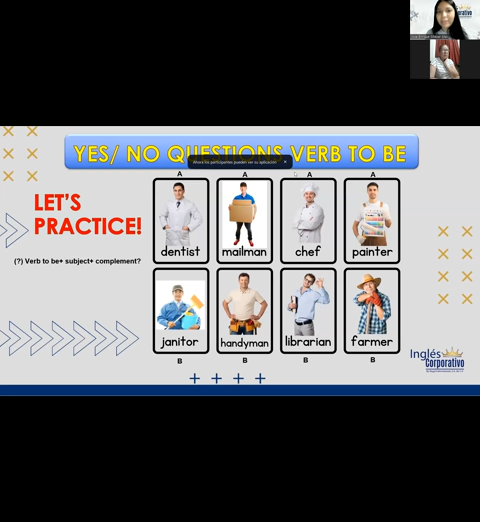 YES/ NO QUESTIONS VERB TO BE
Ahora los participantes pueden ver su aplicación
LET'S
PRACTICE!
(?) Verb to be+ subject+ complement?
A A A A
dentist mailman chef painter
janitor handyman librarian farmer
B B B B
Inglés
Corporativo